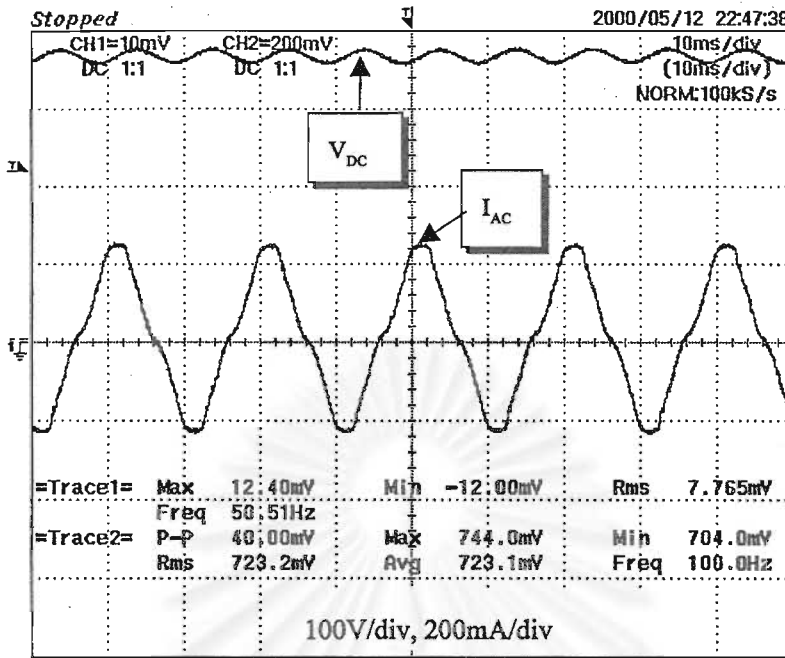 Stopped 2000/05/12 22:47:38
CH1=10mV CH2=200mV 10ms/div
DC 1:1 DC 1:1 (10ms/div)
NORM:100kS/s
V_DC
I_AC
=Trace1= Max 12.40mV Min -12.00mV Rms 7.765mV
Freq 50.51Hz
=Trace2= P-P 40.00mV Max 744.0mV Min 704.0mV
Rms 723.2mV Avg 723.1mV Freq 100.0Hz
100V/div, 200mA/div